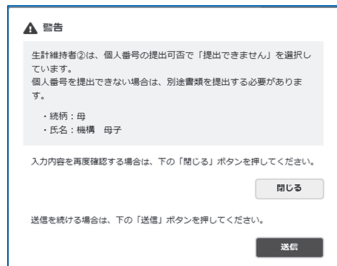 警告
生計維持者②は、個人番号の提出可否で「提出できません」を選択し
ています。
個人番号を提出できない場合は、別途書類を提出する必要がありま
す。
・続柄：母
・氏名：機構　母子
入力内容を再度確認する場合は、下の「閉じる」ボタンを押してください。
閉じる
送信を続ける場合は、下の「送信」ボタンを押してください。
送信